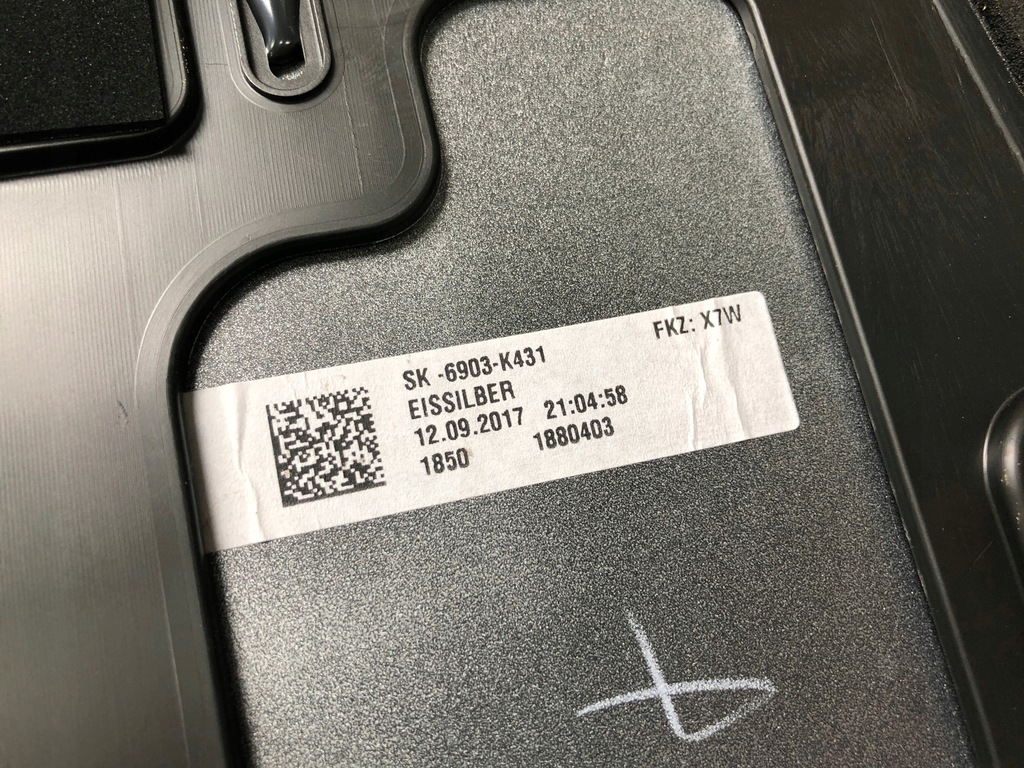 FKZ: X7W
SK -6903-K431
EISSILBER
12.09.2017 21:04:58
1850 1880403